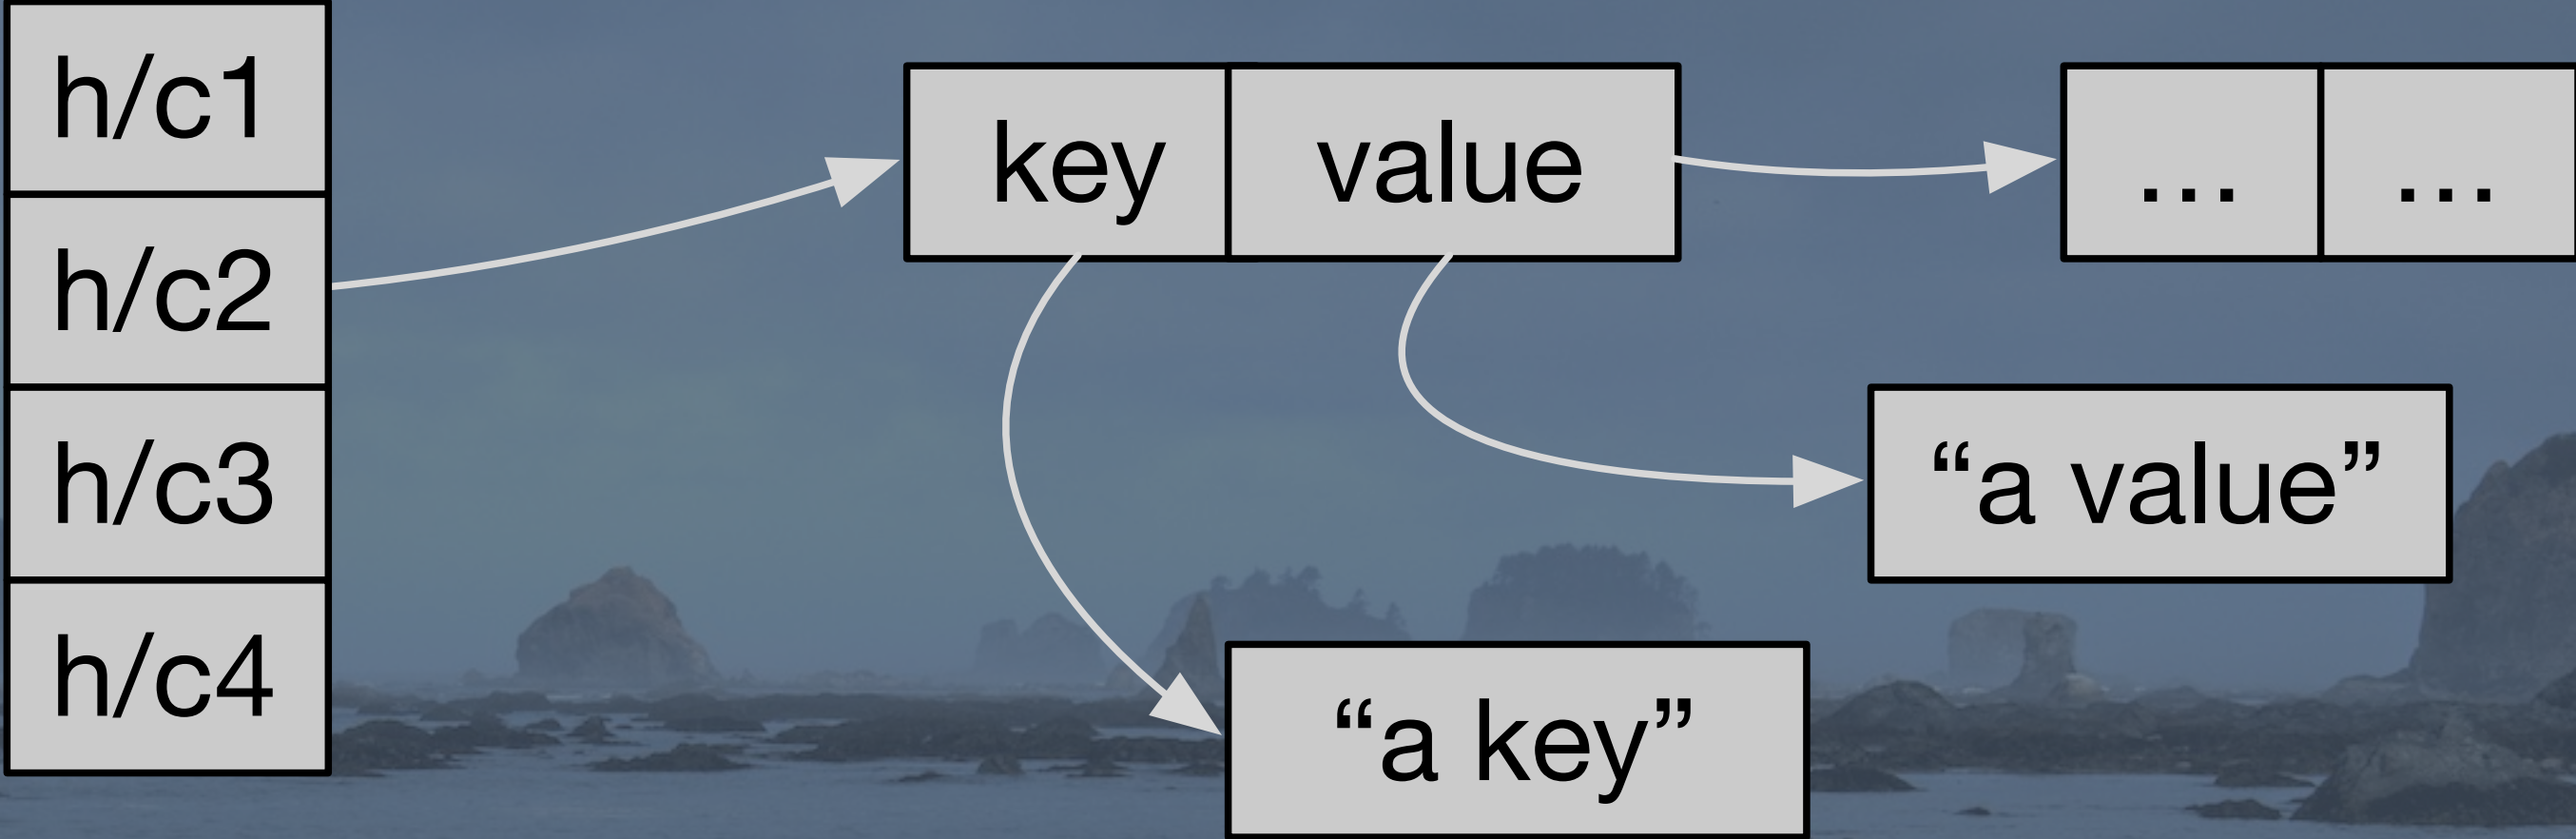 h/c1
h/c2
h/c3
h/c4
key
value
...
...
“a value”
“a key”